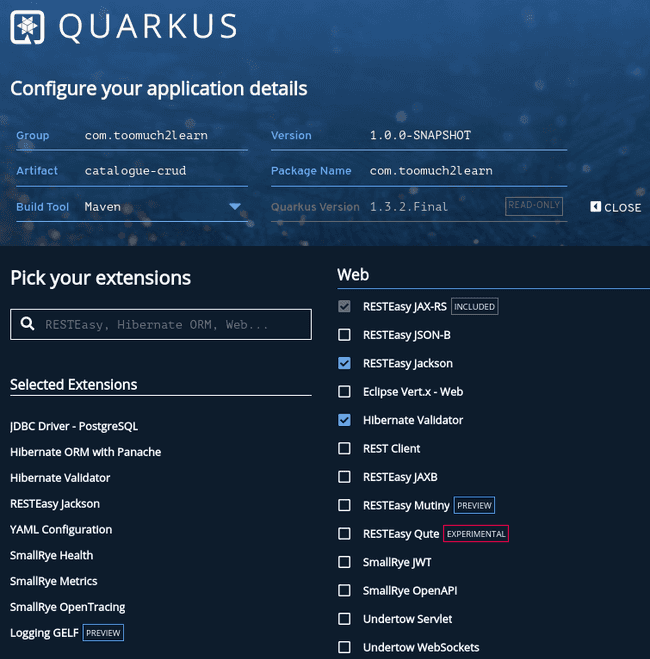 QUARKUS
Configure your application details
Group com.toomuch2learn
Version 1.0.0-SNAPSHOT
Artifact catalogue-crud
Package Name com.toomuch2learn
Build Tool Maven
Quarkus Version 1.3.2.Final READ-ONLY
CLOSE
Pick your extensions
RESTEasy, Hibernate ORM, Web...
Selected Extensions
JDBC Driver - PostgreSQL
Hibernate ORM with Panache
Hibernate Validator
RESTEasy Jackson
YAML Configuration
SmallRye Health
SmallRye Metrics
SmallRye OpenTracing
Logging GELF PREVIEW
Web
RESTEasy JAX-RS INCLUDED
RESTEasy JSON-B
RESTEasy Jackson
Eclipse Vert.x - Web
Hibernate Validator
REST Client
RESTEasy JAXB
RESTEasy Mutiny PREVIEW
RESTEasy Qute EXPERIMENTAL
SmallRye JWT
SmallRye OpenAPI
Undertow Servlet
Undertow WebSockets